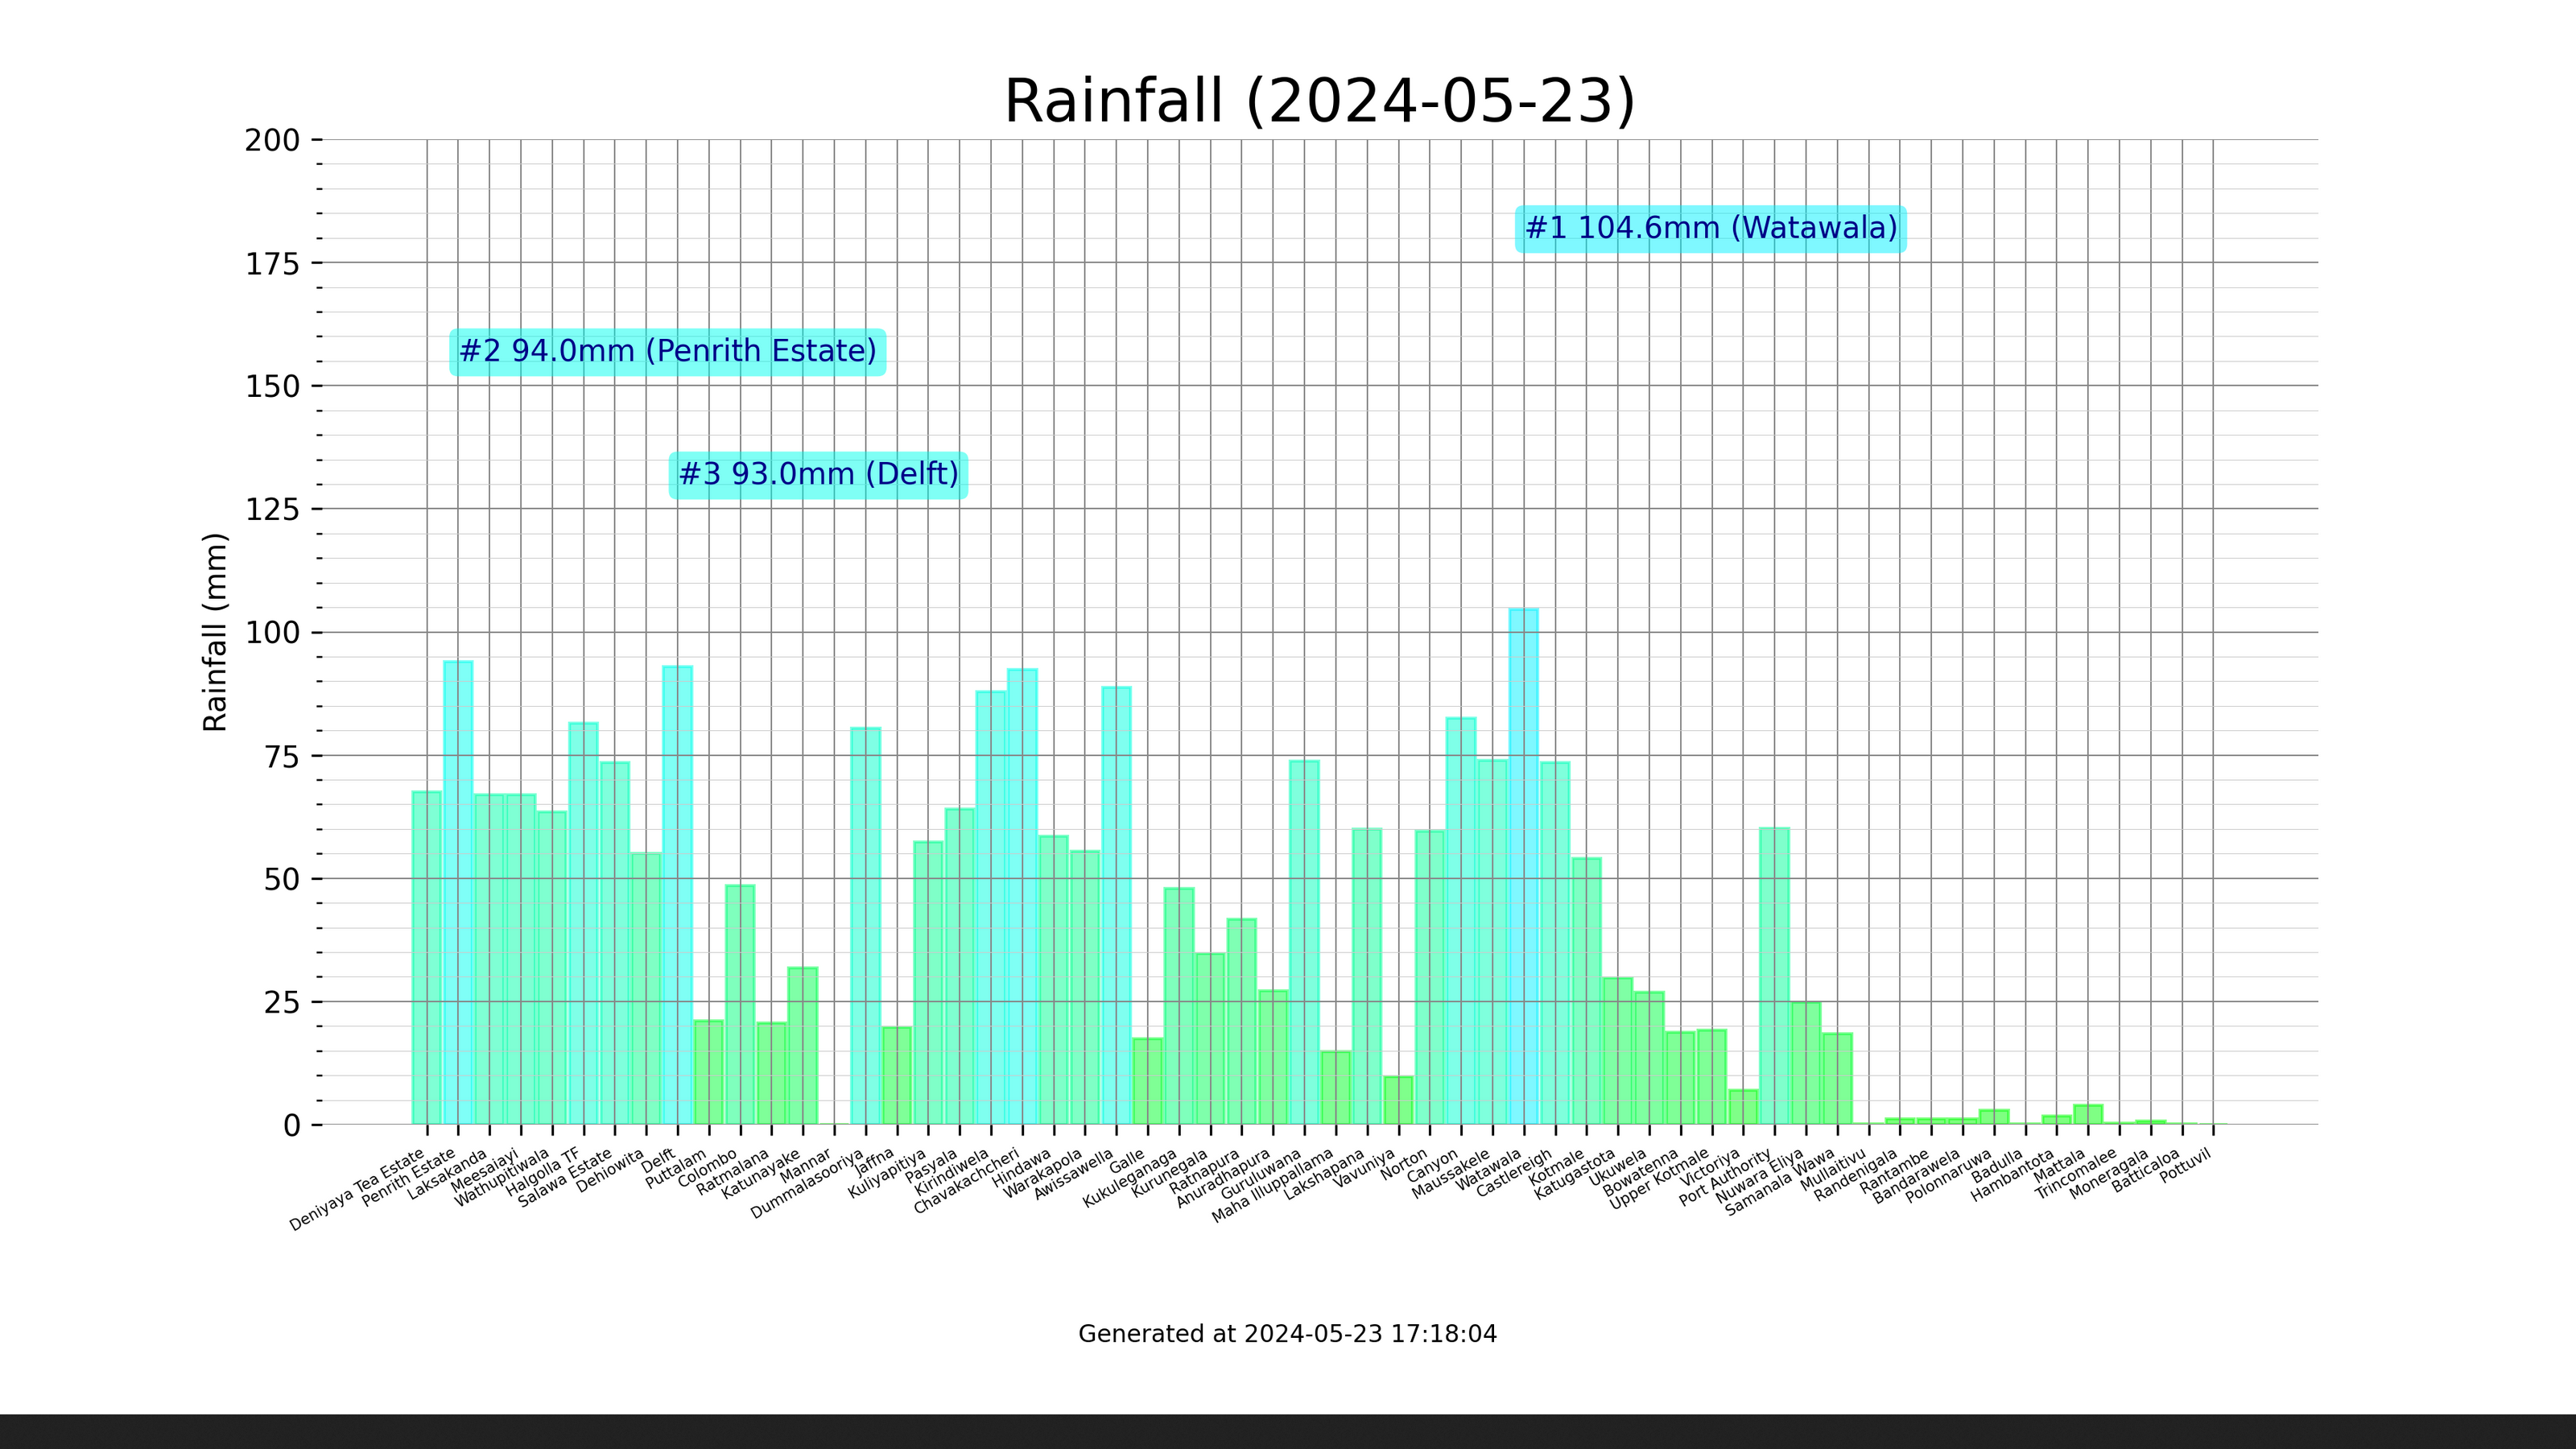 Rainfall (2024-05-23)
200
175
150
125
100
75
50
25
0
Rainfall (mm)
#1 104.6mm (Watawala)
#2 94.0mm (Penrith Estate)
#3 93.0mm (Delft)
Deniyaya Tea Estate
Penrith Estate
Laksakanda
Meesaiayi
Wathupitiwala
Halgolla TF
Salawa Estate
Dehiowita
Delft
Puttalam
Colombo
Ratmalana
Katunayake
Mannar
Dummalasooriya
Jaffna
Kuliyapitiya
Pasyala
Kirindiwela
Chavakachcheri
Hindawa
Warakapola
Awissawella
Galle
Kukuleganaga
Kurunegala
Ratnapura
Anuradhapura
Guruluwana
Maha Illuppallama
Lakshapana
Vavuniya
Norton
Canyon
Maussakele
Watawala
Castlereigh
Kotmale
Katugastota
Ukuwela
Bowatenna
Upper Kotmale
Victoriya
Port Authority
Nuwara Eliya
Samanala Wawa
Mullaitivu
Randenigala
Rantambe
Bandarawela
Polonnaruwa
Badulla
Hambantota
Mattala
Trincomalee
Moneragala
Batticaloa
Pottuvil
Generated at 2024-05-23 17:18:04